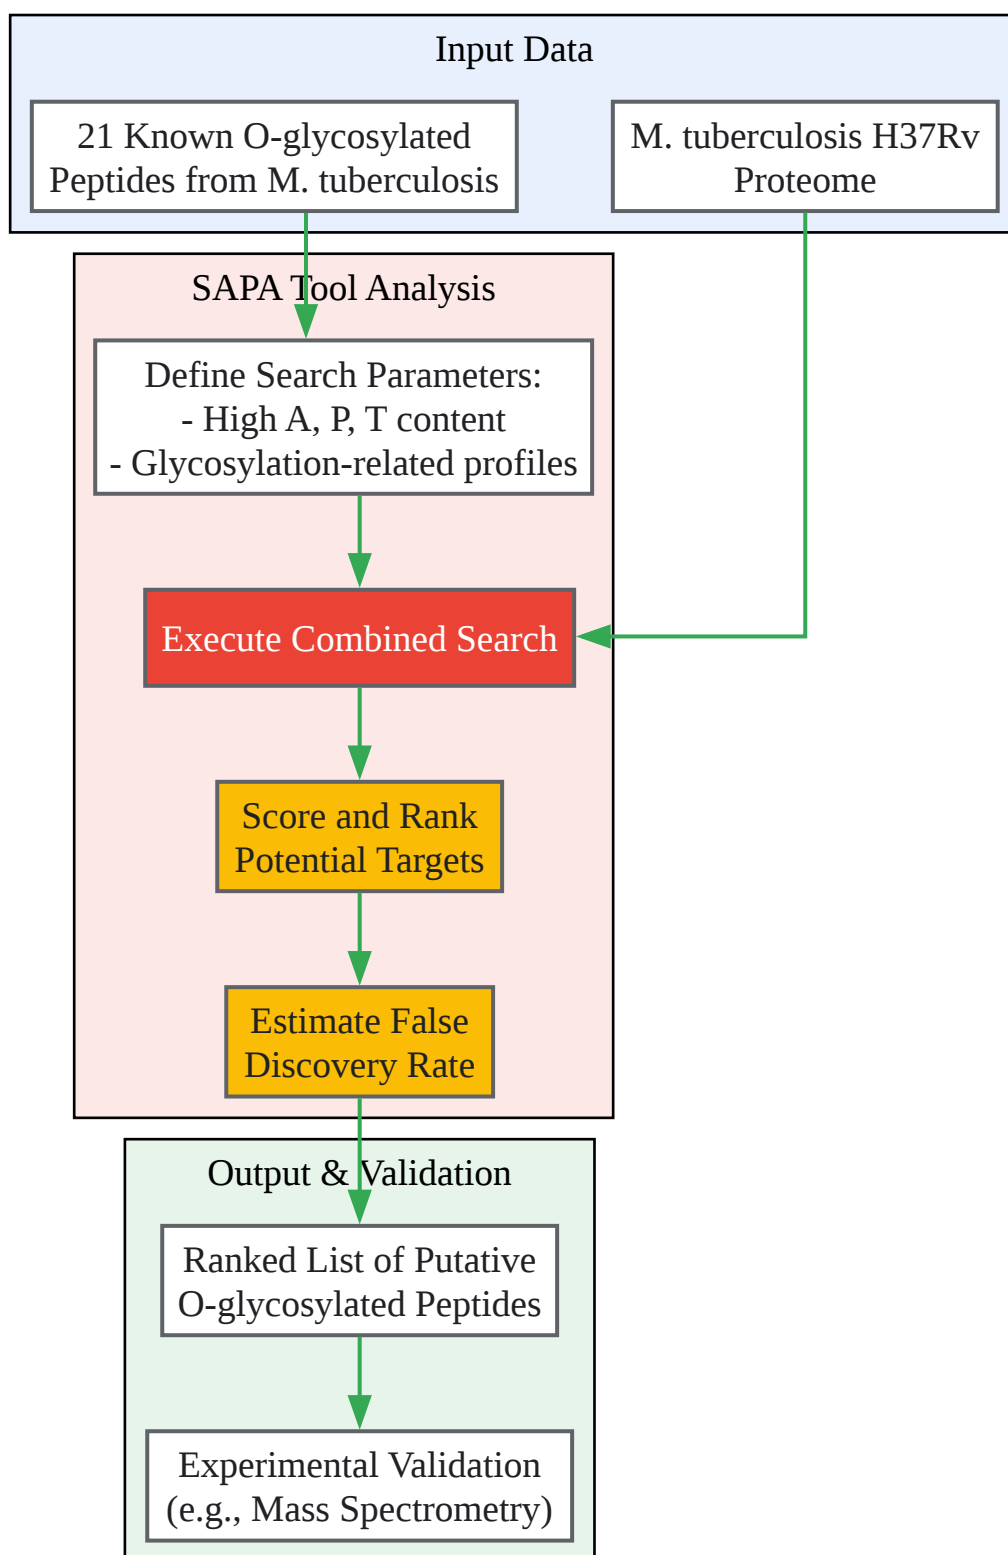 Input Data
21 Known O-glycosylated
Peptides from M. tuberculosis
M. tuberculosis H37Rv
Proteome
SAPA Tool Analysis
Define Search Parameters:
- High A, P, T content
- Glycosylation-related profiles
Execute Combined Search
Score and Rank
Potential Targets
Estimate False
Discovery Rate
Output & Validation
Ranked List of Putative
O-glycosylated Peptides
Experimental Validation
(e.g., Mass Spectrometry)